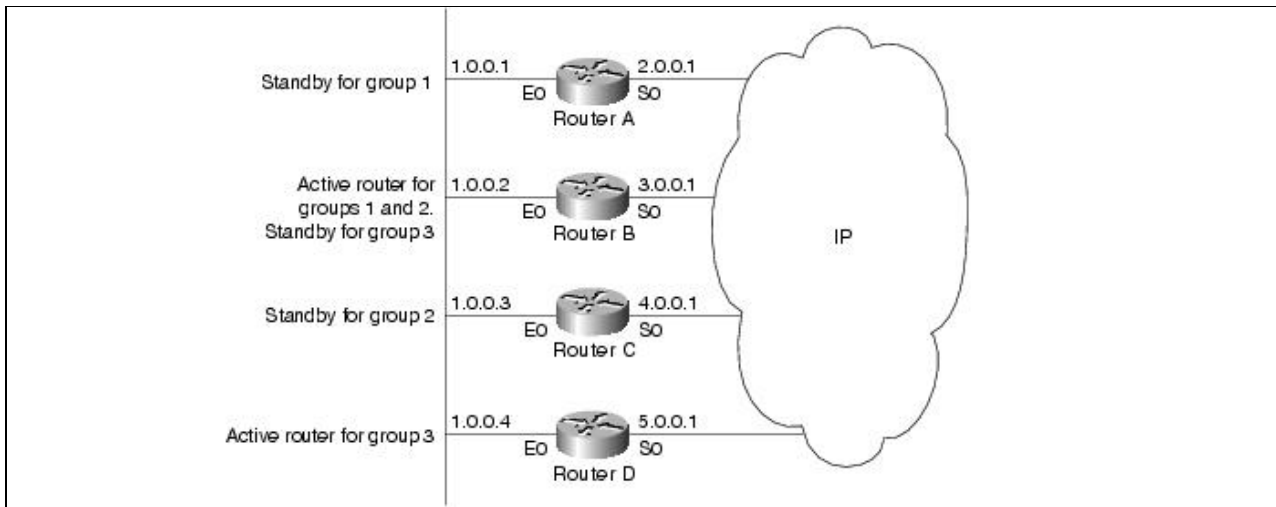 Standby for group 1
1.0.0.1
2.0.0.1
E0
S0
Router A
Active router for
groups 1 and 2.
Standby for group 3
1.0.0.2
3.0.0.1
E0
S0
Router B
IP
Standby for group 2
1.0.0.3
4.0.0.1
E0
S0
Router C
Active router for group 3
1.0.0.4
5.0.0.1
E0
S0
Router D